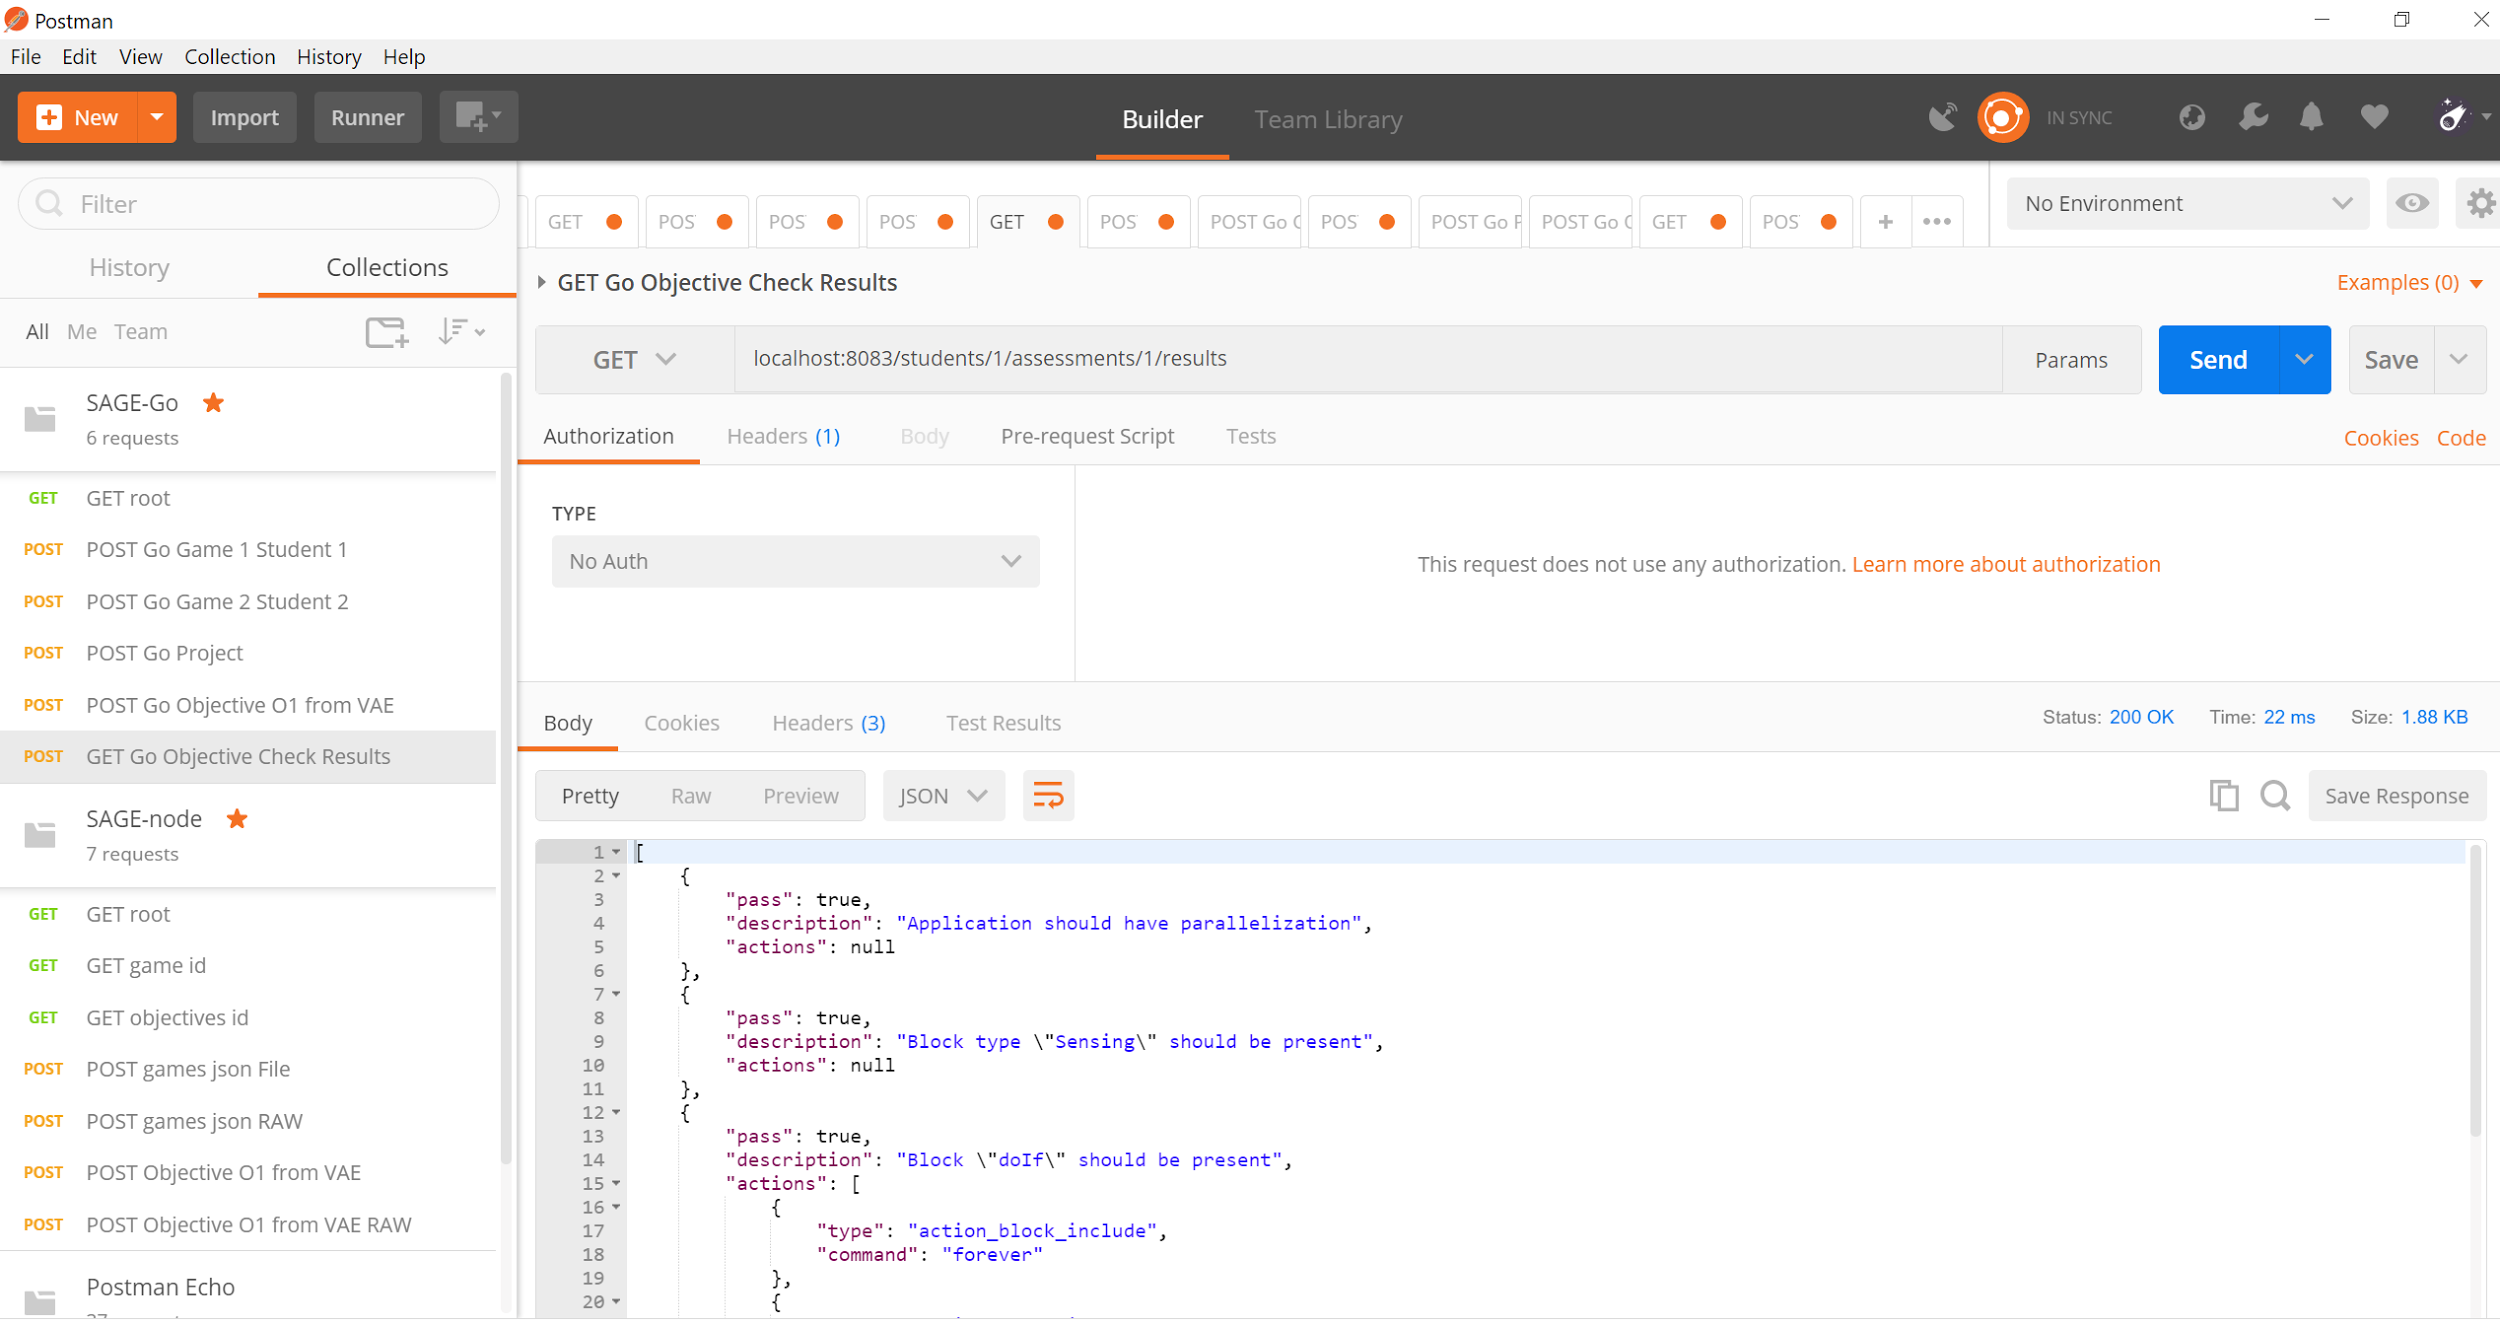 Postman
File Edit View Collection History Help
New Import Runner Builder Team Library IN SYNC
Filter
History Collections
All Me Team
SAGE-Go
6 requests
GET GET root
POST POST Go Game 1 Student 1
POST POST Go Game 2 Student 2
POST POST Go Project
POST POST Go Objective O1 from VAE
POST GET Go Objective Check Results
SAGE-node
7 requests
GET GET root
GET GET game id
GET GET objectives id
POST POST games json File
POST POST games json RAW
POST POST Objective O1 from VAE
POST POST Objective O1 from VAE RAW
Postman Echo
GET POS POS POS GET POS POST Go POS POST Go POST Go GET POS + •••
No Environment
GET Go Objective Check Results
Examples (0)
GET localhost:8083/students/1/assessments/1/results Params Send Save
Authorization Headers (1) Body Pre-request Script Tests Cookies Code
TYPE
No Auth
This request does not use any authorization. Learn more about authorization
Body Cookies Headers (3) Test Results Status: 200 OK Time: 22 ms Size: 1.88 KB
Pretty Raw Preview JSON Save Response
1 [
2 {
3 "pass": true,
4 "description": "Application should have parallelization",
5 "actions": null
6 },
7 {
8 "pass": true,
9 "description": "Block type \"Sensing\" should be present",
10 "actions": null
11 },
12 {
13 "pass": true,
14 "description": "Block \"doIf\" should be present",
15 "actions": [
16 {
17 "type": "action_block_include",
18 "command": "forever"
19 },
20 {